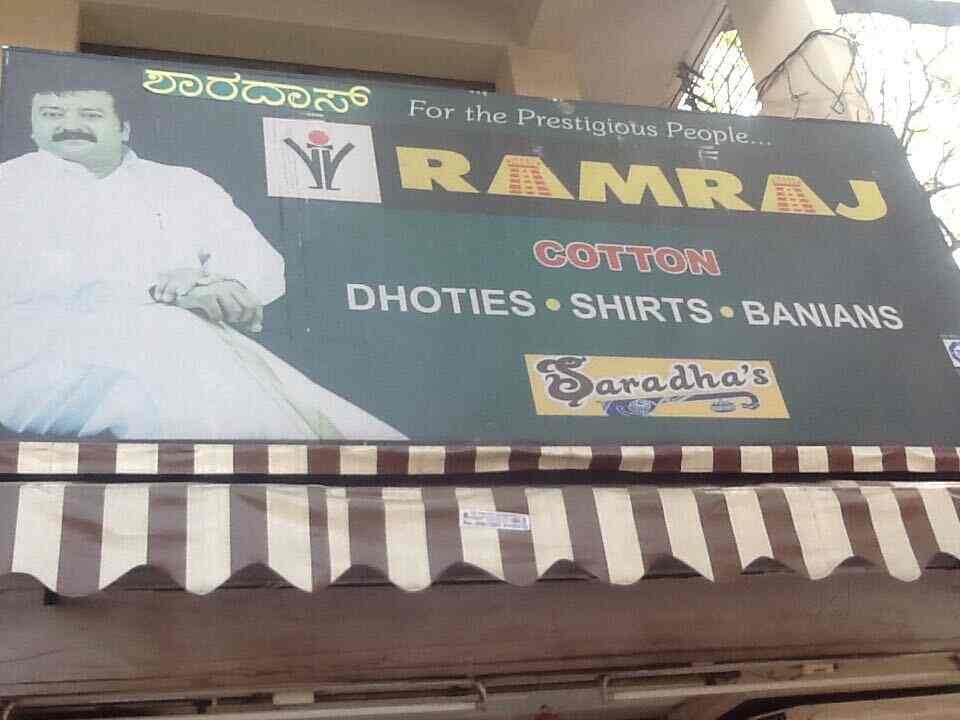 ಶಾರದಾಸ್
For the Prestigious People...
RAMRAJ
COTTON
DHOTIES • SHIRTS • BANIANS
Saradha's